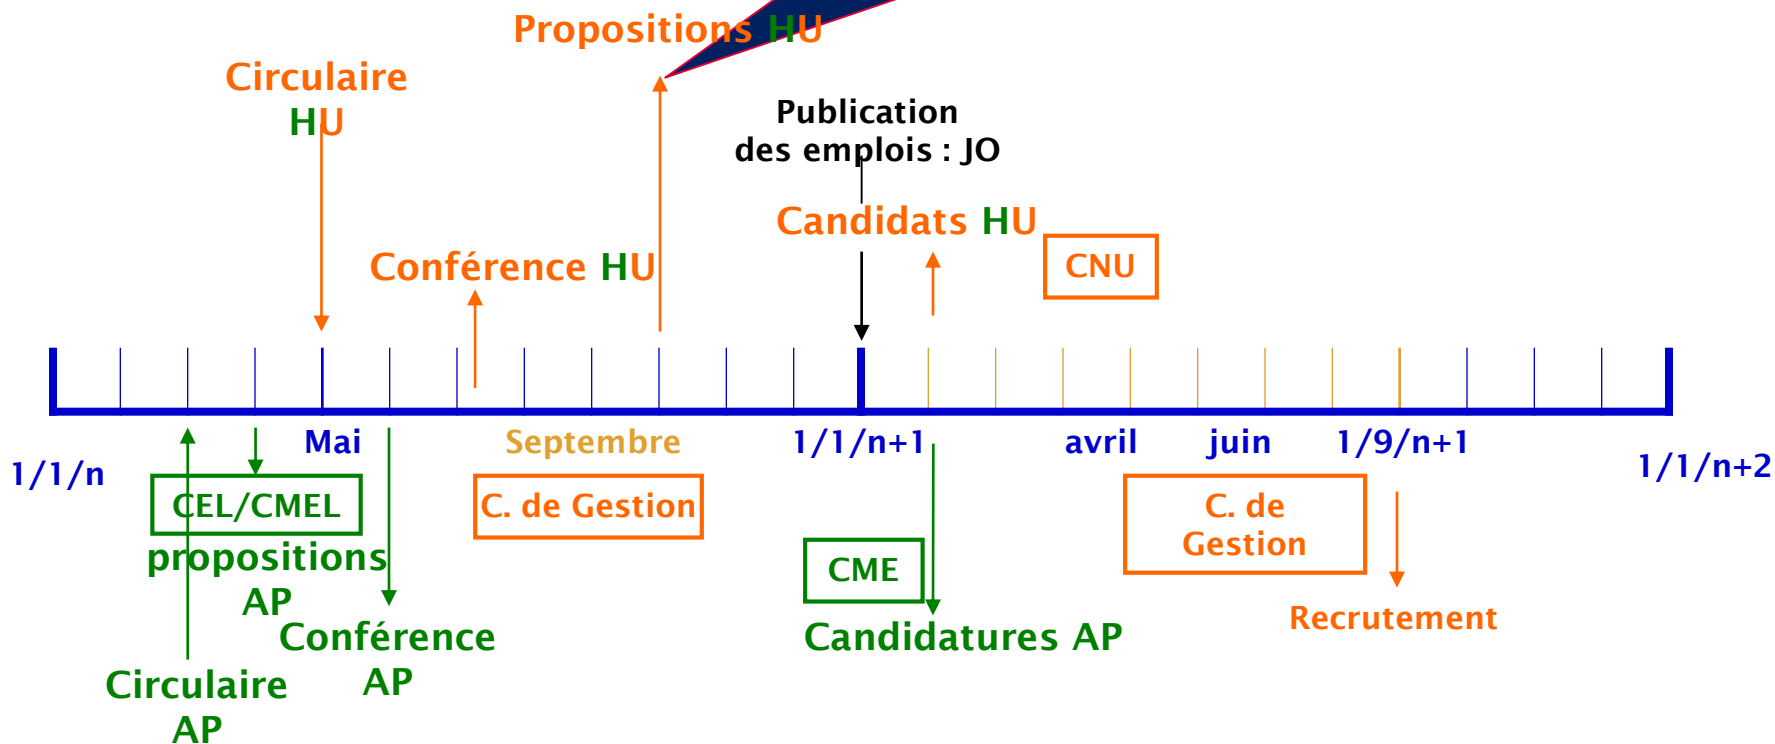 Propositions HU
Circulaire
HU
Publication
des emplois : JO
Candidats HU
Conférence HU
CNU
Mai
Septembre
1/1/n+1
avril
juin
1/9/n+1
1/1/n
1/1/n+2
CEL/CMEL
C. de Gestion
C. de
Gestion
propositions
AP
CME
Conférence
AP
Candidatures AP
Recrutement
Circulaire
AP